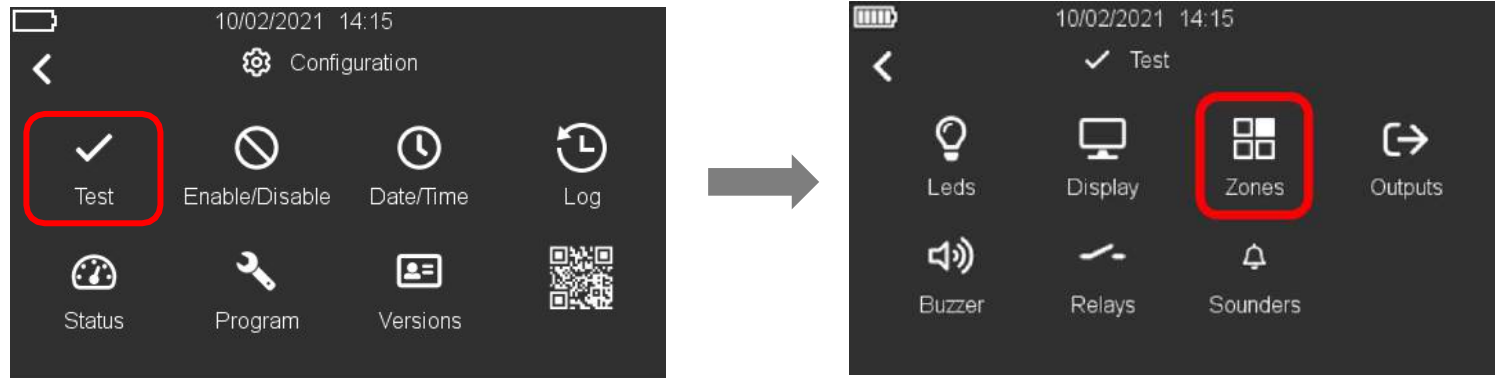 10/02/2021 14:15
Configuration
Test Enable/Disable Date/Time Log
Status Program Versions
10/02/2021 14:15
Test
Leds Display Zones Outputs
Buzzer Relays Sounders